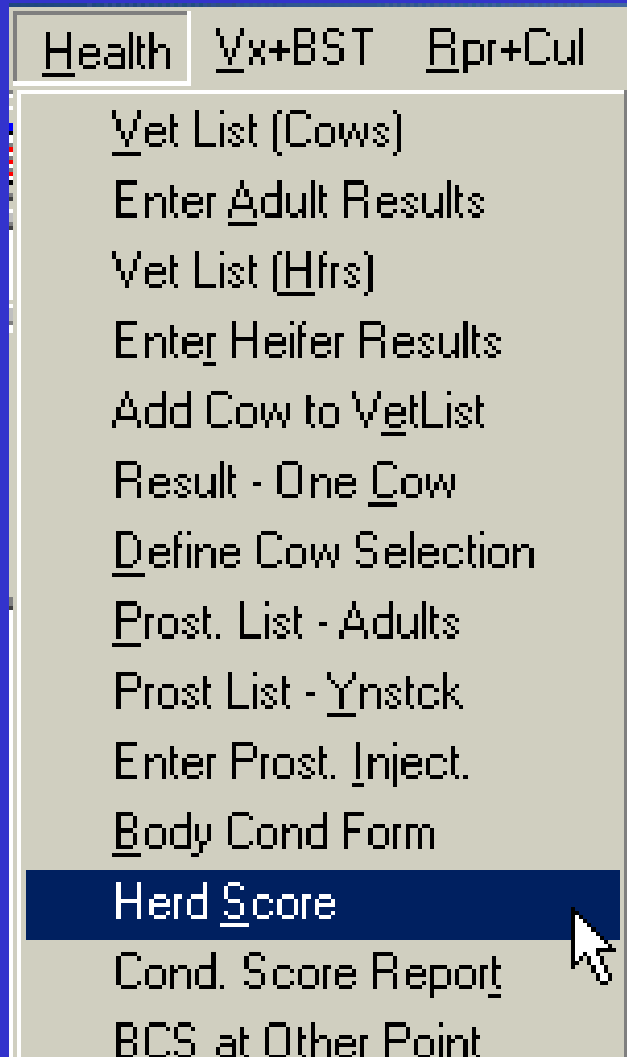 Health Vx+BST Rpr+Cul
Vet List (Cows)
Enter Adult Results
Vet List (Hfrs)
Enter Heifer Results
Add Cow to VetList
Result - One Cow
Define Cow Selection
Prost. List - Adults
Prost List - Ynstck
Enter Prost. Inject.
Body Cond Form
Herd Score
Cond. Score Report
BCS at Other Point